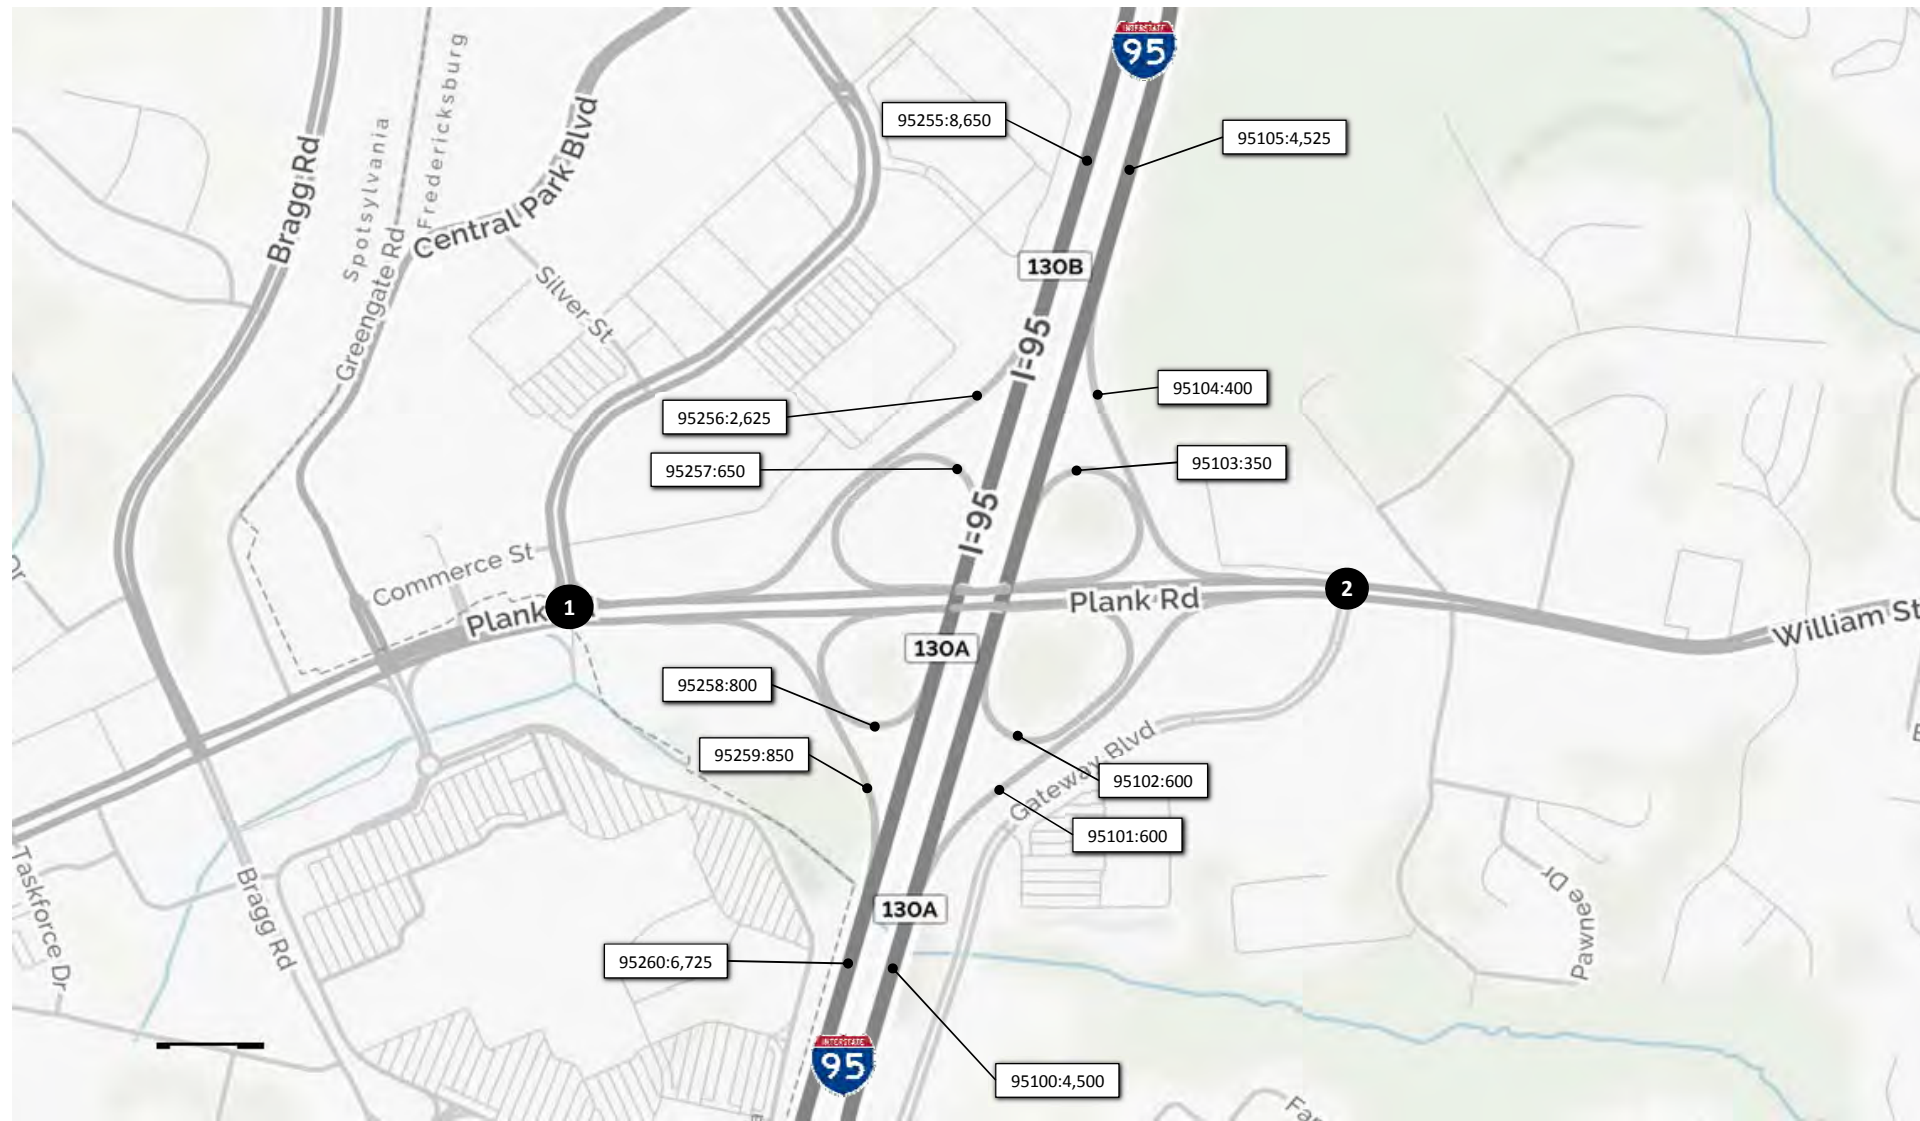 INTERSTATE
95
95255:8,650
95105:4,525
Bragg Rd
Spotsylvania
Fredericksburg
Central Park Blvd
Greengate Rd
Silver St
130B
I-95
95104:400
95256:2,625
95257:650
95103:350
I-95
Commerce St
Plank
1
Plank Rd
2
William St
130A
95258:800
95259:850
Gateway Blvd
95102:600
95101:600
Taskforce Dr
Bragg Rd
130A
Pawnee Dr
95260:6,725
INTERSTATE
95
95100:4,500